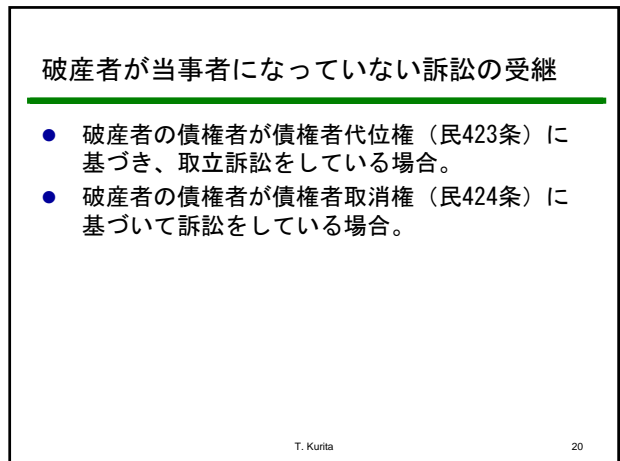 破産者が当事者になっていない訴訟の受継
● 破産者の債権者が債権者代位権（民423条）に
基づき、取立訴訟をしている場合。
● 破産者の債権者が債権者取消権（民424条）に
基づいて訴訟をしている場合。
T. Kurita
20